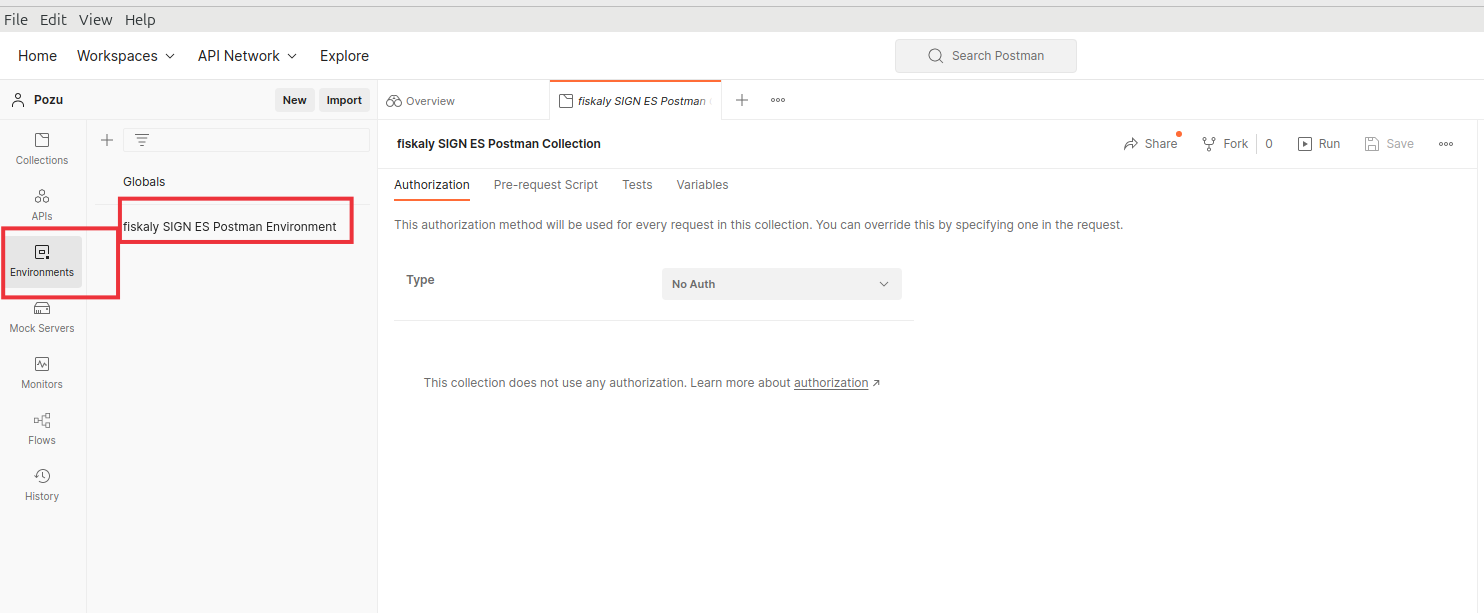 File Edit View Help
Home Workspaces API Network Explore Search Postman
Pozu New Import Overview fiskaly SIGN ES Postman
fiskaly SIGN ES Postman Collection Share Fork 0 Run Save
Collections
Globals
Authorization Pre-request Script Tests Variables
APIs
fiskaly SIGN ES Postman Environment
This authorization method will be used for every request in this collection. You can override this by specifying one in the request.
Environments
Type No Auth
Mock Servers
Monitors
This collection does not use any authorization. Learn more about authorization
Flows
History